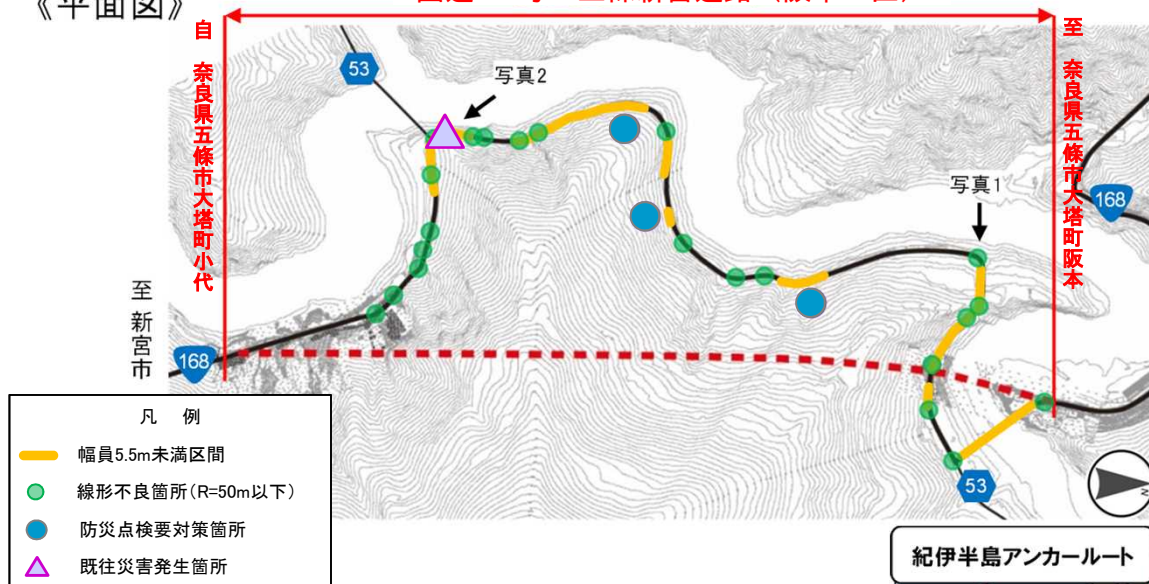 《平面図》
自 奈良県五條市大塔町小代
至 奈良県五條市大塔町阪本
53
写真2
写真1
168
至 新宮市
168
53
凡 例
幅員5.5m未満区間
線形不良箇所(R=50m以下)
防災点検要対策箇所
既往災害発生箇所
N
紀伊半島アンカールート